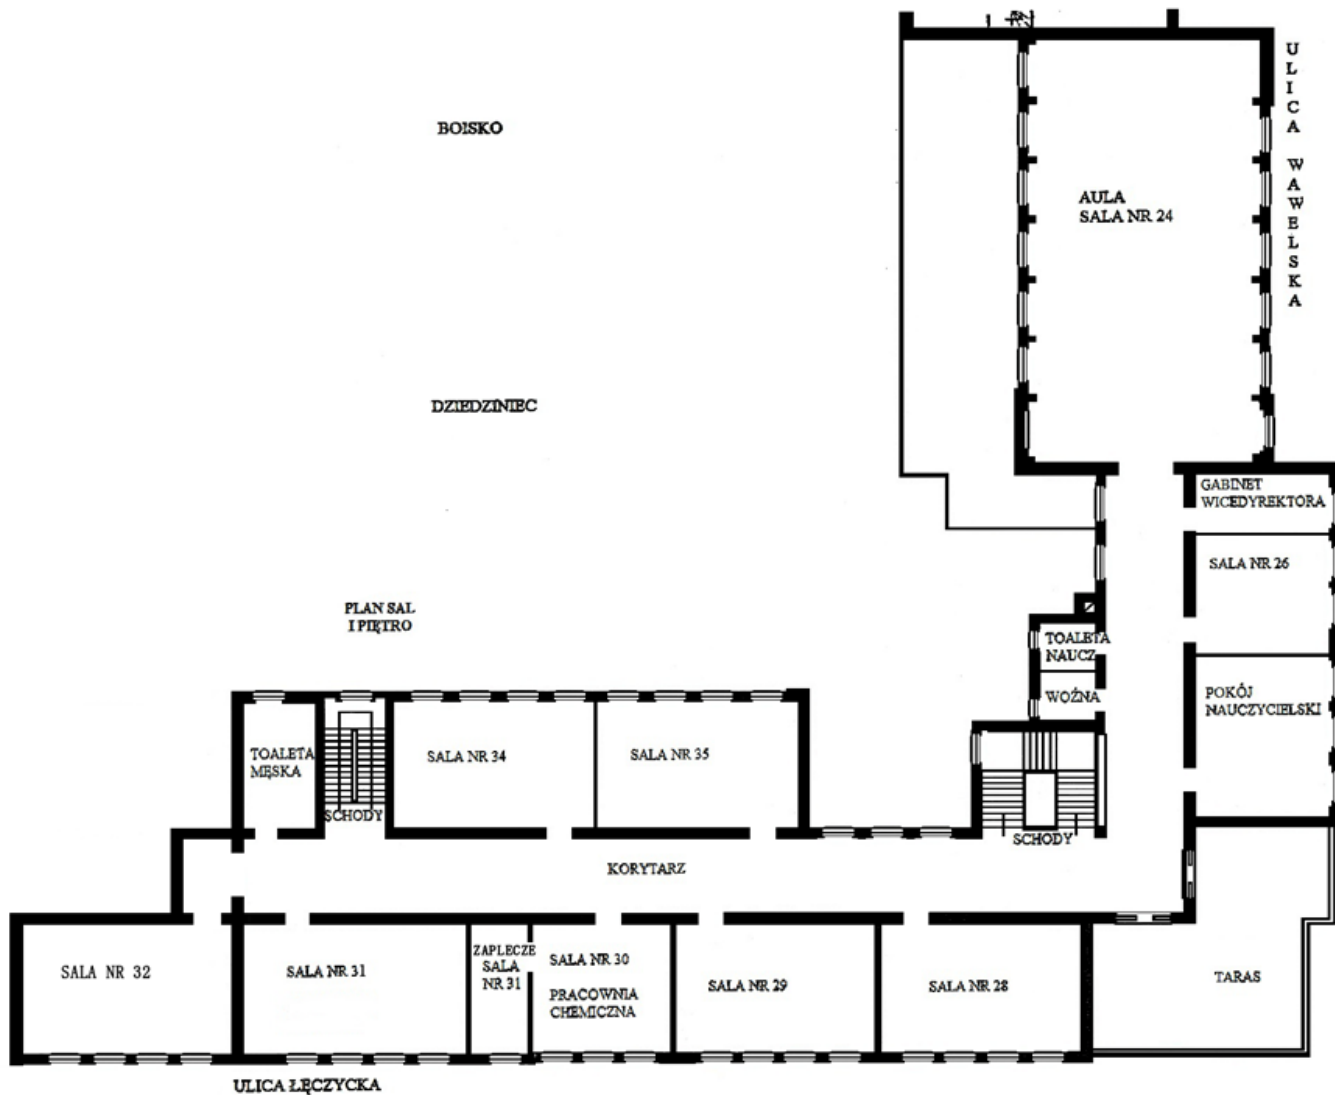 BOISKO
ULICA WAWELSKA
AULA
SALA NR 24
DZIEDZINIEC
GABINET
WICEDYREKTORA
SALA NR 26
PLAN SAL
I PIĘTRO
TOALETA
NAUCZ
WOŹNA
POKÓJ
NAUCZYCIELSKI
TOALETA
MĘSKA
SALA NR 34
SALA NR 35
SCHODY
SCHODY
KORYTARZ
SALA NR 32
SALA NR 31
ZAPLECZE
SALA
NR 31
SALA NR 30
PRACOWNIA
CHEMICZNA
SALA NR 29
SALA NR 28
TARAS
ULICA ŁĘCZYCKA